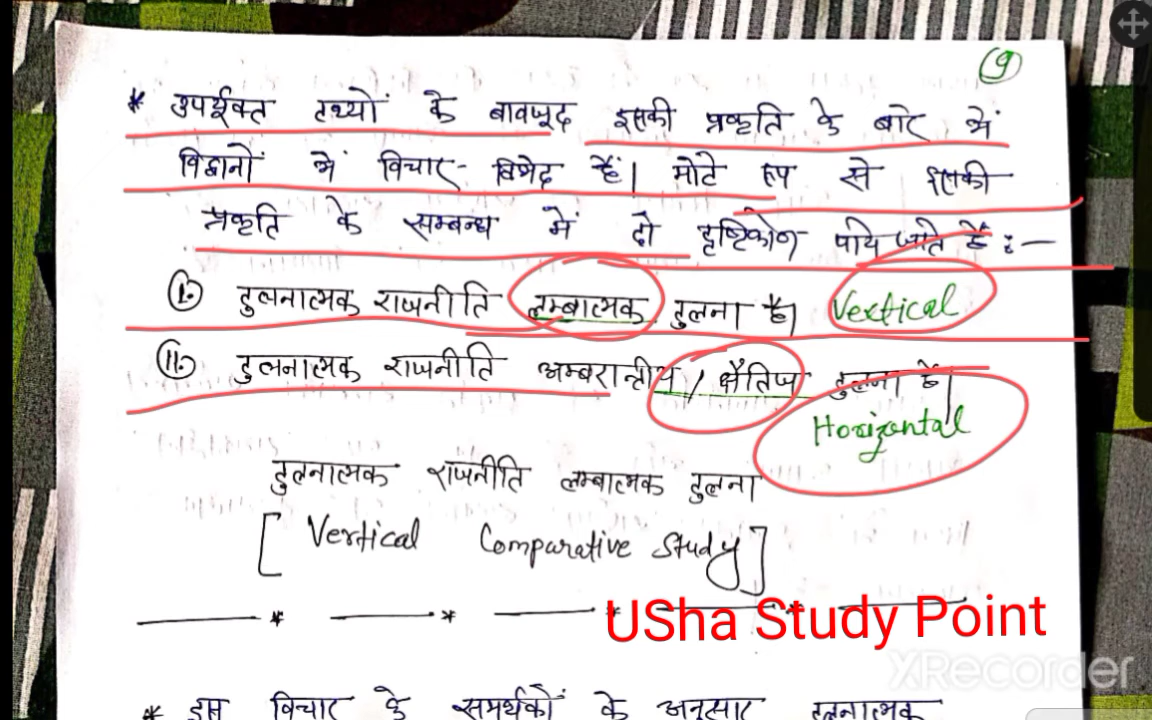 9
* उपर्युक्त तथ्यों के बावजूद इसकी प्रकृति के बारे में
विद्वानों में विचार-विभेद हैं। मोटे रूप से इसकी
प्रकृति के सम्बन्ध में दो दृष्टिकोण पाये जाते हैं :—
I. तुलनात्मक राजनीति लम्बात्मक तुलना है। Vertical
II. तुलनात्मक राजनीति अम्बरान्तीय / क्षैतिज तुलना है।
Horizontal
तुलनात्मक राजनीति लम्बात्मक तुलना
[Vertical Comparative Study]
USha Study Point
XRecorder
* इस विचार के समर्थकों के अनुसार तुलनात्मक